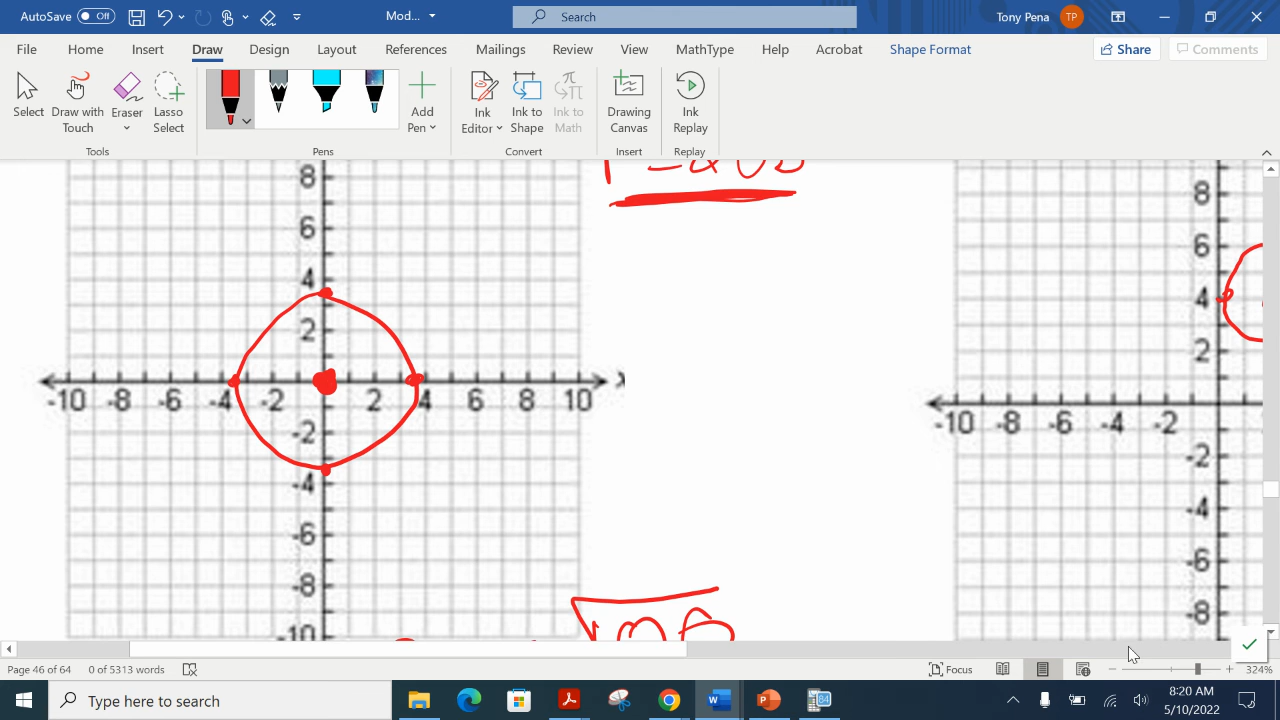 AutoSave Off Mod... Search Tony Pena TP
File Home Insert Draw Design Layout References Mailings Review View MathType Help Acrobat Shape Format Share Comments
Select Draw with Touch Eraser Lasso Select Add Pen Ink Editor Ink to Shape Ink to Math Drawing Canvas Ink Replay
Tools Pens Convert Insert Replay
8
6
4
2
-10 -8 -6 -4 -2 2 4 6 8 10
-2
-4
-6
-8
-10
8
6
4
2
-10 -8 -6 -4 -2
-2
-4
-6
-8
Page 46 of 64 0 of 5313 words Focus 324%
Type here to search 8:20 AM
5/10/2022